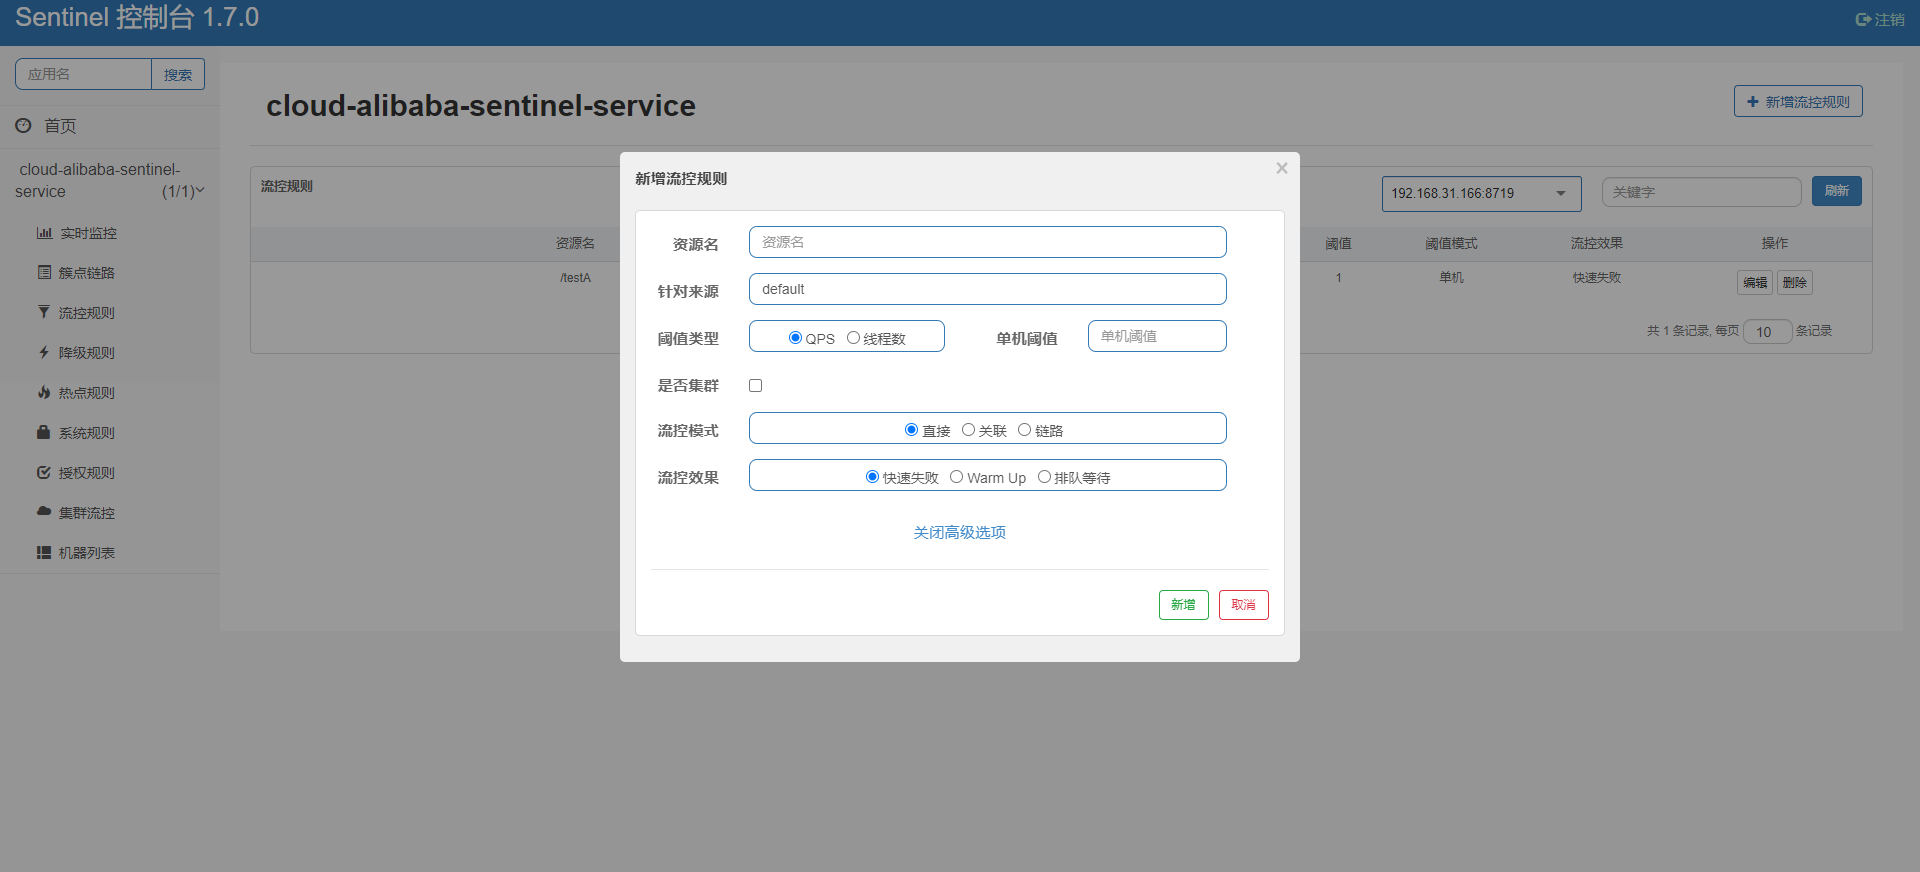 Sentinel 控制台 1.7.0
注销
应用名
搜索
首页
cloud-alibaba-sentinel-
service (1/1)
实时监控
簇点链路
流控规则
降级规则
热点规则
系统规则
授权规则
集群流控
机器列表
cloud-alibaba-sentinel-service
新增流控规则
流控规则
192.168.31.166:8719
关键字
刷新
资源名 阈值 阈值模式 流控效果 操作
/testA 1 单机 快速失败 编辑 删除
共 1 条记录, 每页 10 条记录
新增流控规则
×
资源名 资源名
针对来源 default
阈值类型 QPS 线程数 单机阈值 单机阈值
是否集群
流控模式 直接 关联 链路
流控效果 快速失败 Warm Up 排队等待
关闭高级选项
新增 取消